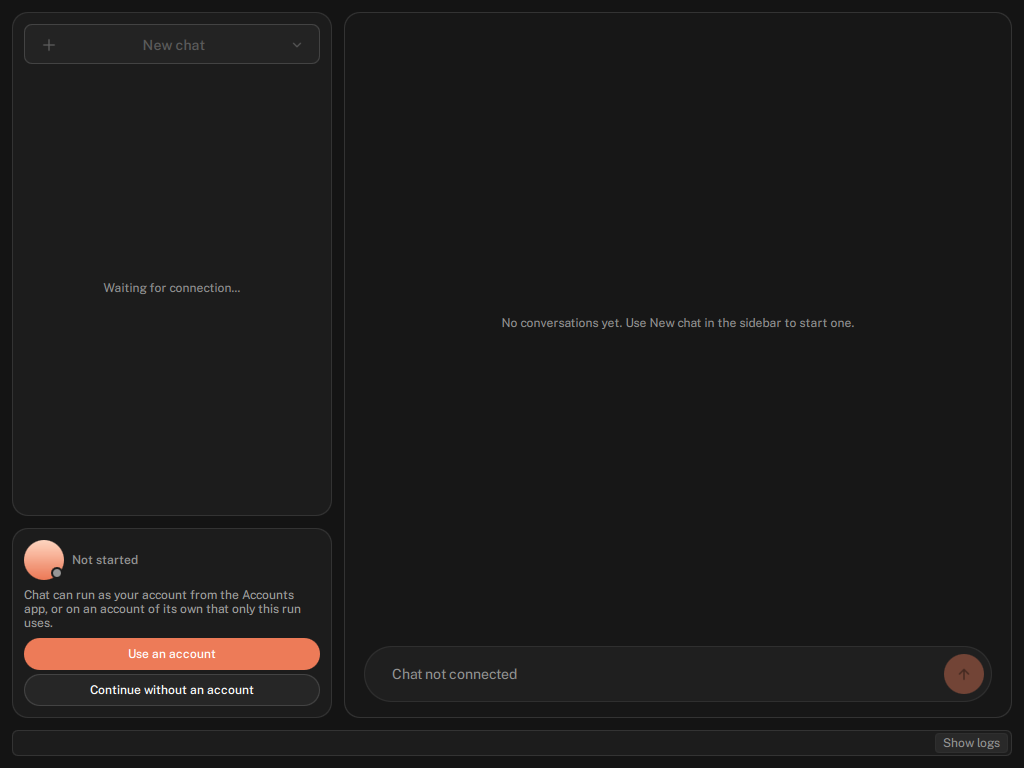 New chat
Waiting for connection...
Not started
Chat can run as your account from the Accounts
app, or on an account of its own that only this run
uses.
Use an account
Continue without an account
No conversations yet. Use New chat in the sidebar to start one.
Chat not connected
Show logs